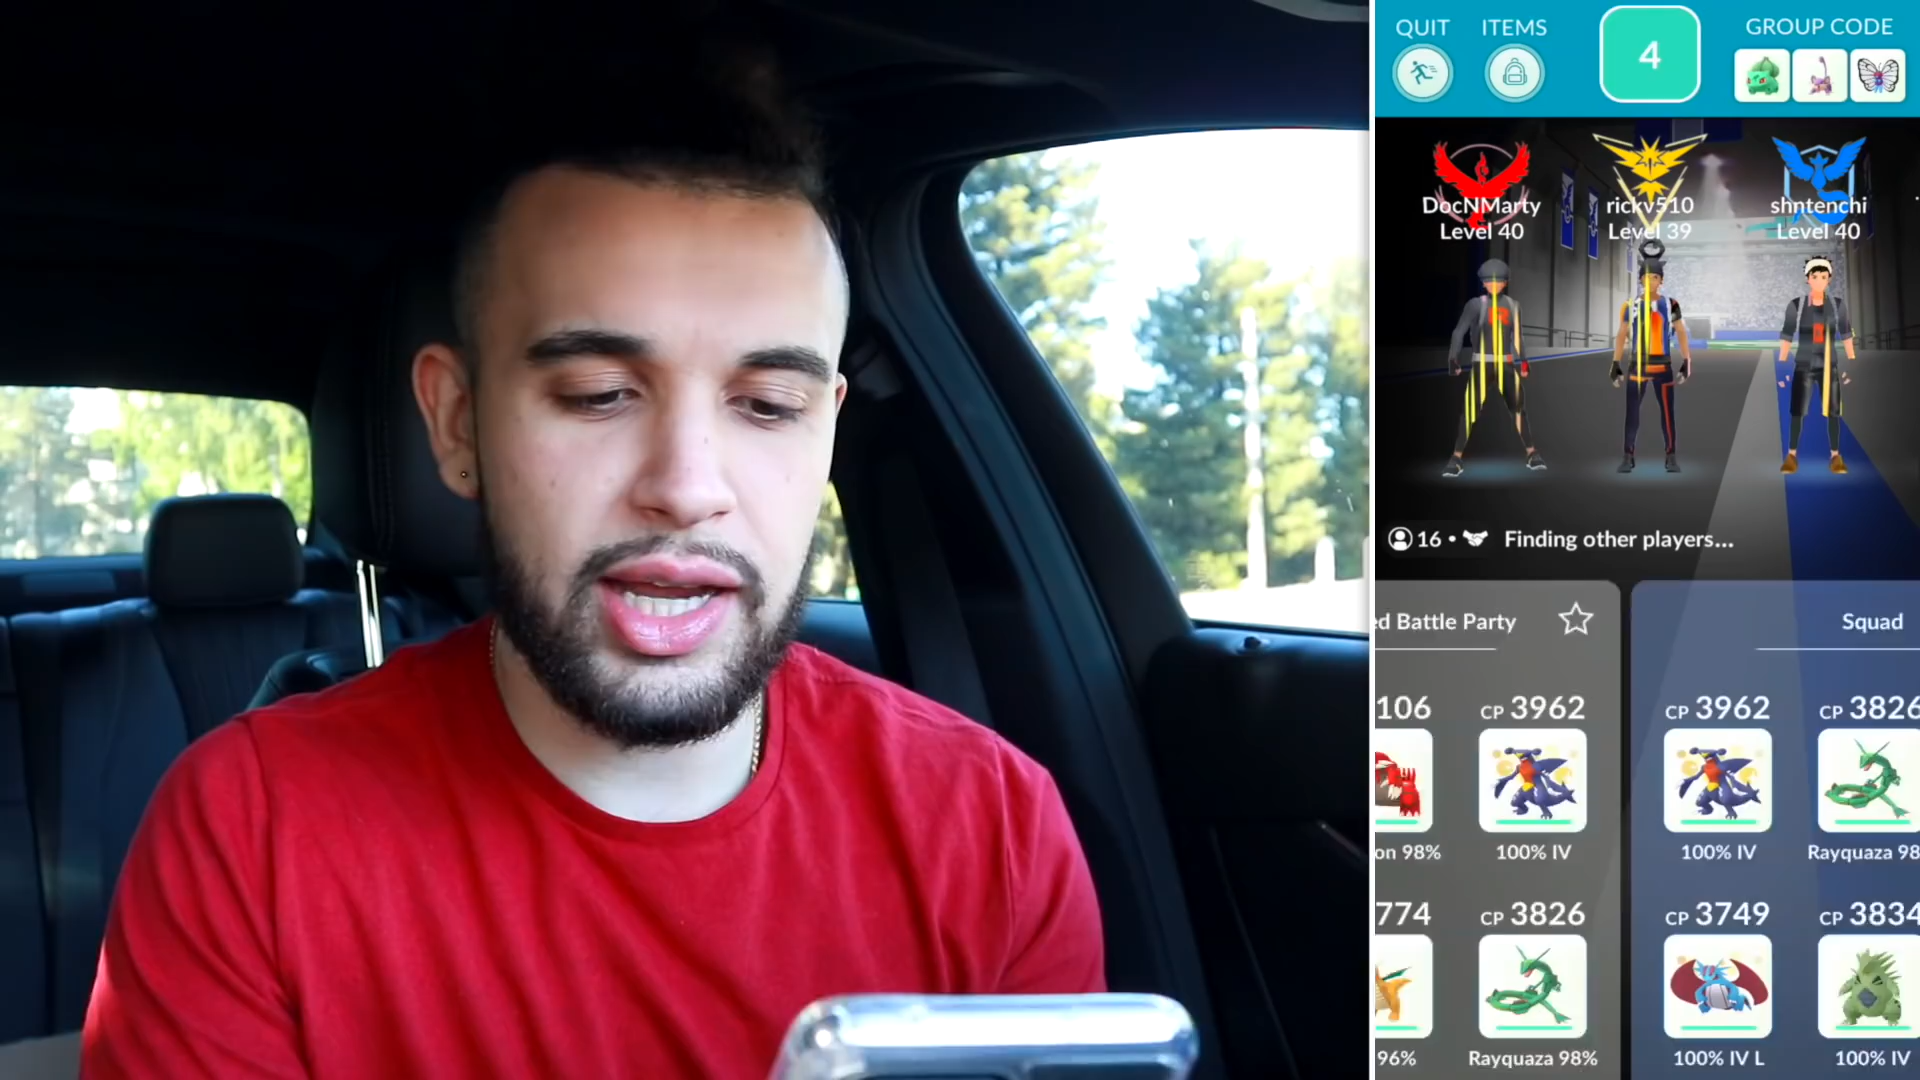 QUIT ITEMS 4 GROUP CODE
DocNMarty rickv510 shntenchi
Level 40 Level 39 Level 40
16 • Finding other players...
ed Battle Party Squad
106 CP 3962 CP 3962 CP 3826
on 98% 100% IV 100% IV Rayquaza 98
774 CP 3826 CP 3749 CP 3834
96% Rayquaza 98% 100% IV L 100% IV